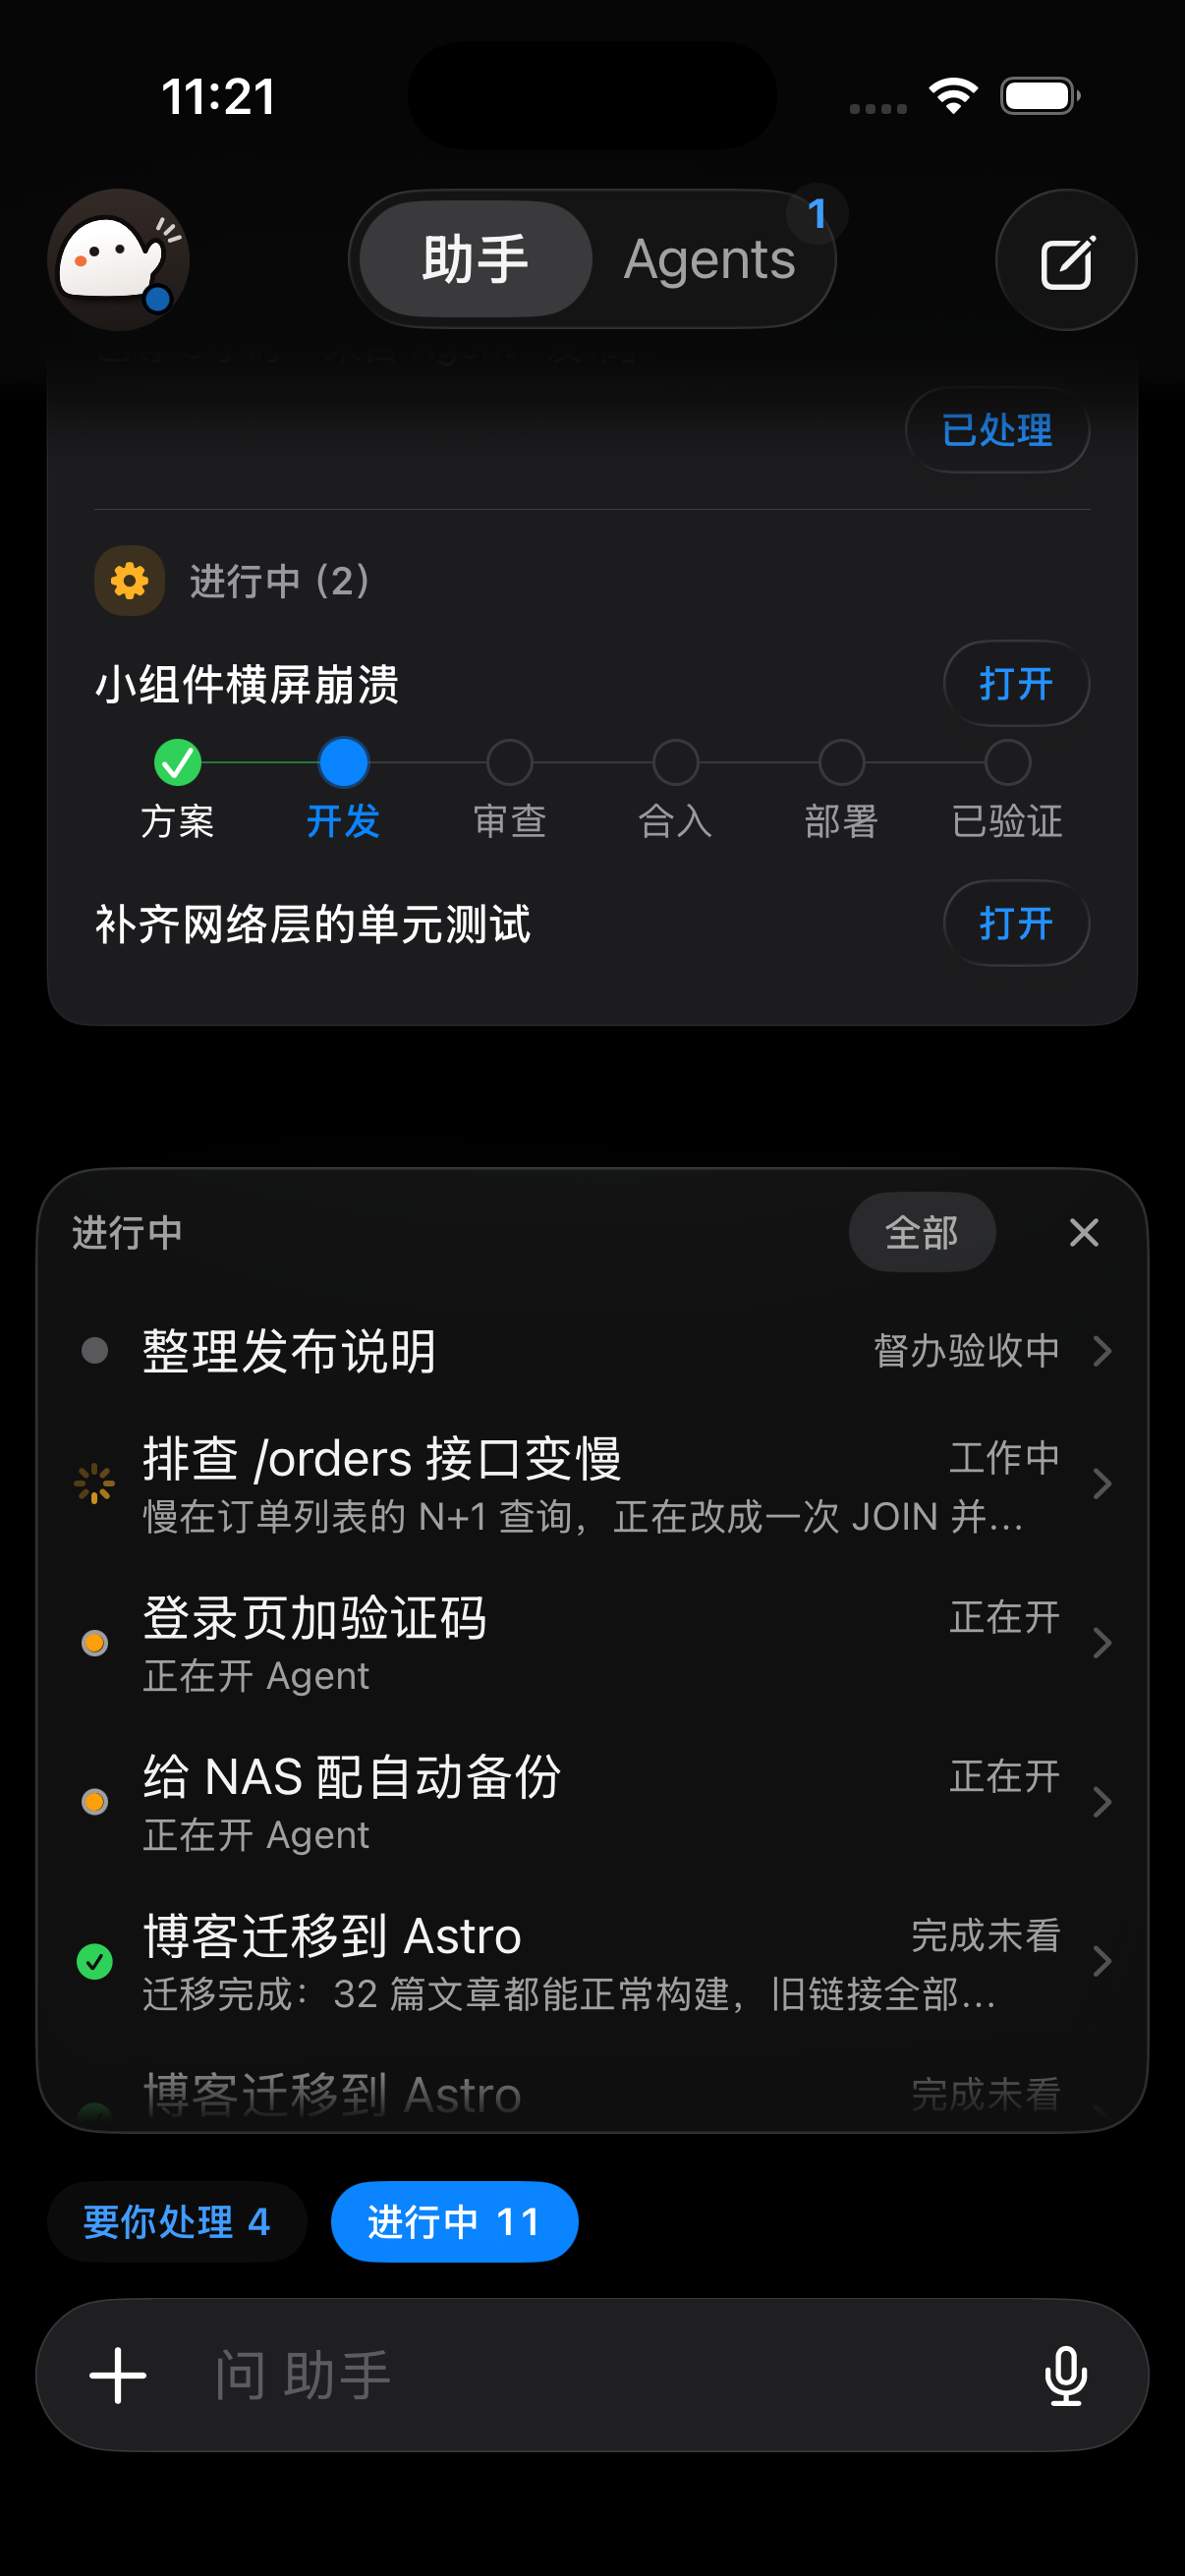 11:21
助手
Agents
1
已处理
进行中 (2)
小组件横屏崩溃
打开
方案
开发
审查
合入
部署
已验证
补齐网络层的单元测试
打开
进行中
全部
整理发布说明
督办验收中
排查 /orders 接口变慢
工作中
慢在订单列表的 N+1 查询，正在改成一次 JOIN 并...
登录页加验证码
正在开
正在开 Agent
给 NAS 配自动备份
正在开
正在开 Agent
博客迁移到 Astro
完成未看
迁移完成：32 篇文章都能正常构建，旧链接全部...
博客迁移到 Astro
完成未看
要你处理 4
进行中 11
问 助手